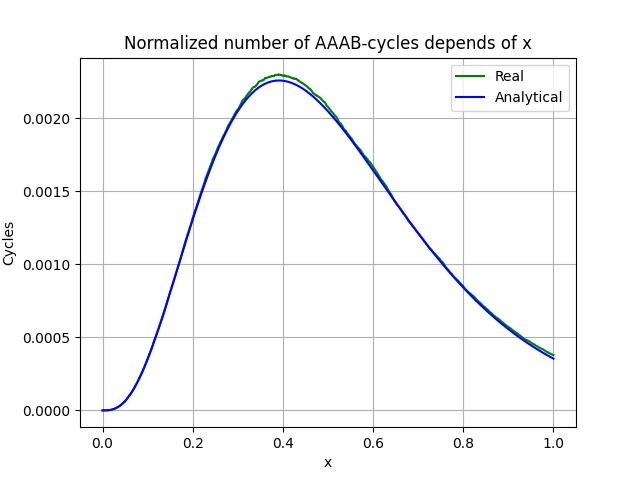 Normalized number of AAAB-cycles depends of x
Real
Analytical
Cycles
0.0020
0.0015
0.0010
0.0005
0.0000
0.0
0.2
0.4
0.6
0.8
1.0
x